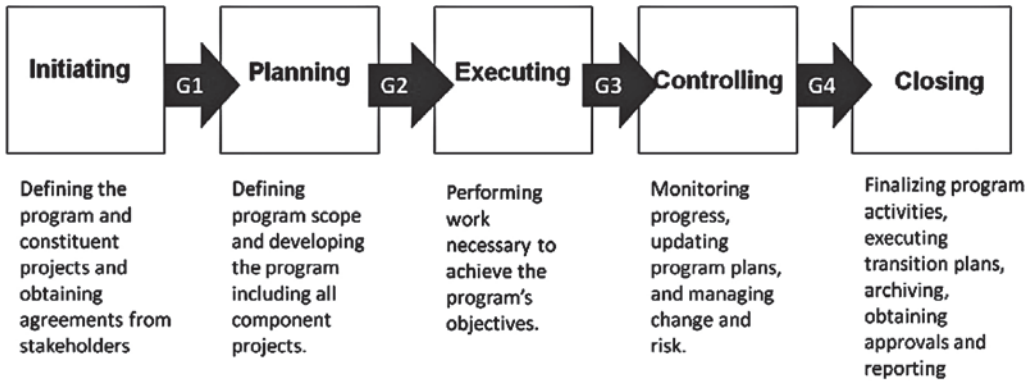 Initiating
G1
Planning
G2
Executing
G3
Controlling
G4
Closing
Defining the
program and
constituent
projects and
obtaining
agreements from
stakeholders
Defining
program scope
and developing
the program
including all
component
projects.
Performing
work
necessary to
achieve the
program's
objectives.
Monitoring
progress,
updating
program plans,
and managing
change and
risk.
Finalizing program
activities,
executing
transition plans,
archiving,
obtaining
approvals and
reporting